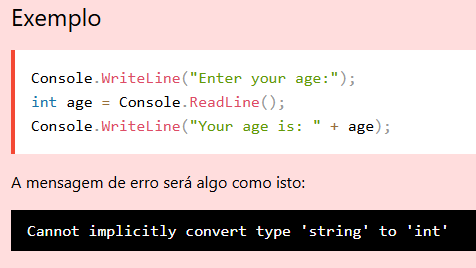 Exemplo
Console.WriteLine("Enter your age:");
int age = Console.ReadLine();
Console.WriteLine("Your age is: " + age);
A mensagem de erro será algo como isto:
Cannot implicitly convert type 'string' to 'int'